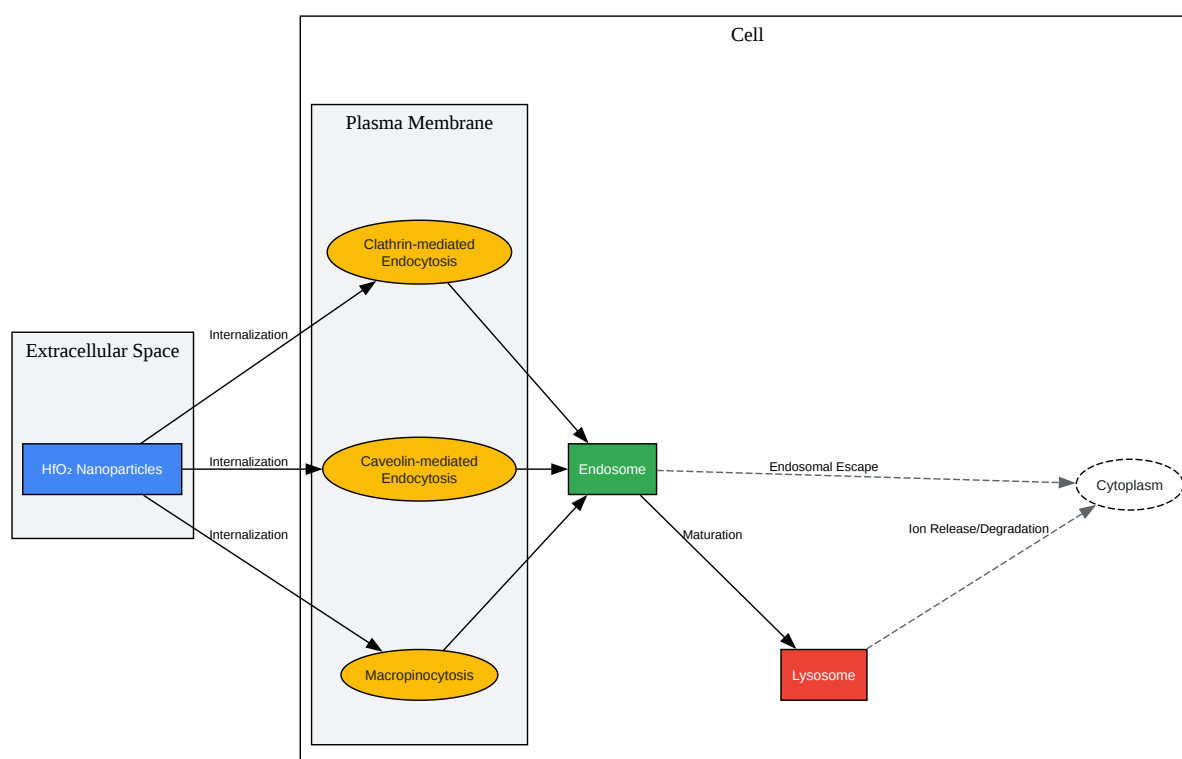 Cell
Plasma Membrane
Clathrin-mediated
Endocytosis
Internalization
Extracellular Space
HfO₂ Nanoparticles
Internalization
Caveolin-mediated
Endocytosis
Endosome
Endosomal Escape
Cytoplasm
Internalization
Maturation
Ion Release/Degradation
Macropinocytosis
Lysosome